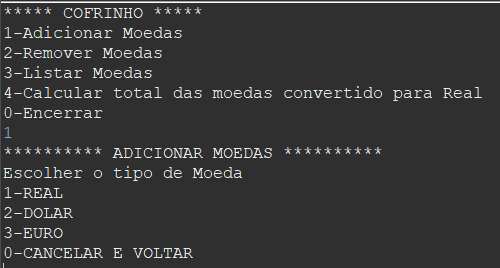 ***** COFRINHO *****
1-Adicionar Moedas
2-Remover Moedas
3-Listar Moedas
4-Calcular total das moedas convertido para Real
0-Encerrar
1
********** ADICIONAR MOEDAS **********
Escolher o tipo de Moeda
1-REAL
2-DOLAR
3-EURO
0-CANCELAR E VOLTAR